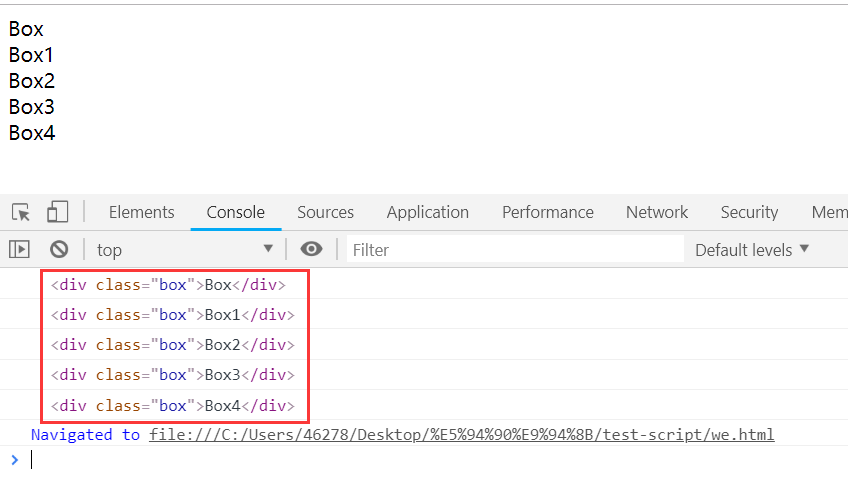 Box
Box1
Box2
Box3
Box4
Elements Console Sources Application Performance Network Security Mem
top Filter Default levels
<div class="box">Box</div>
<div class="box">Box1</div>
<div class="box">Box2</div>
<div class="box">Box3</div>
<div class="box">Box4</div>
Navigated to file:///C:/Users/46278/Desktop/%E5%94%90%E9%94%8B/test-script/we.html